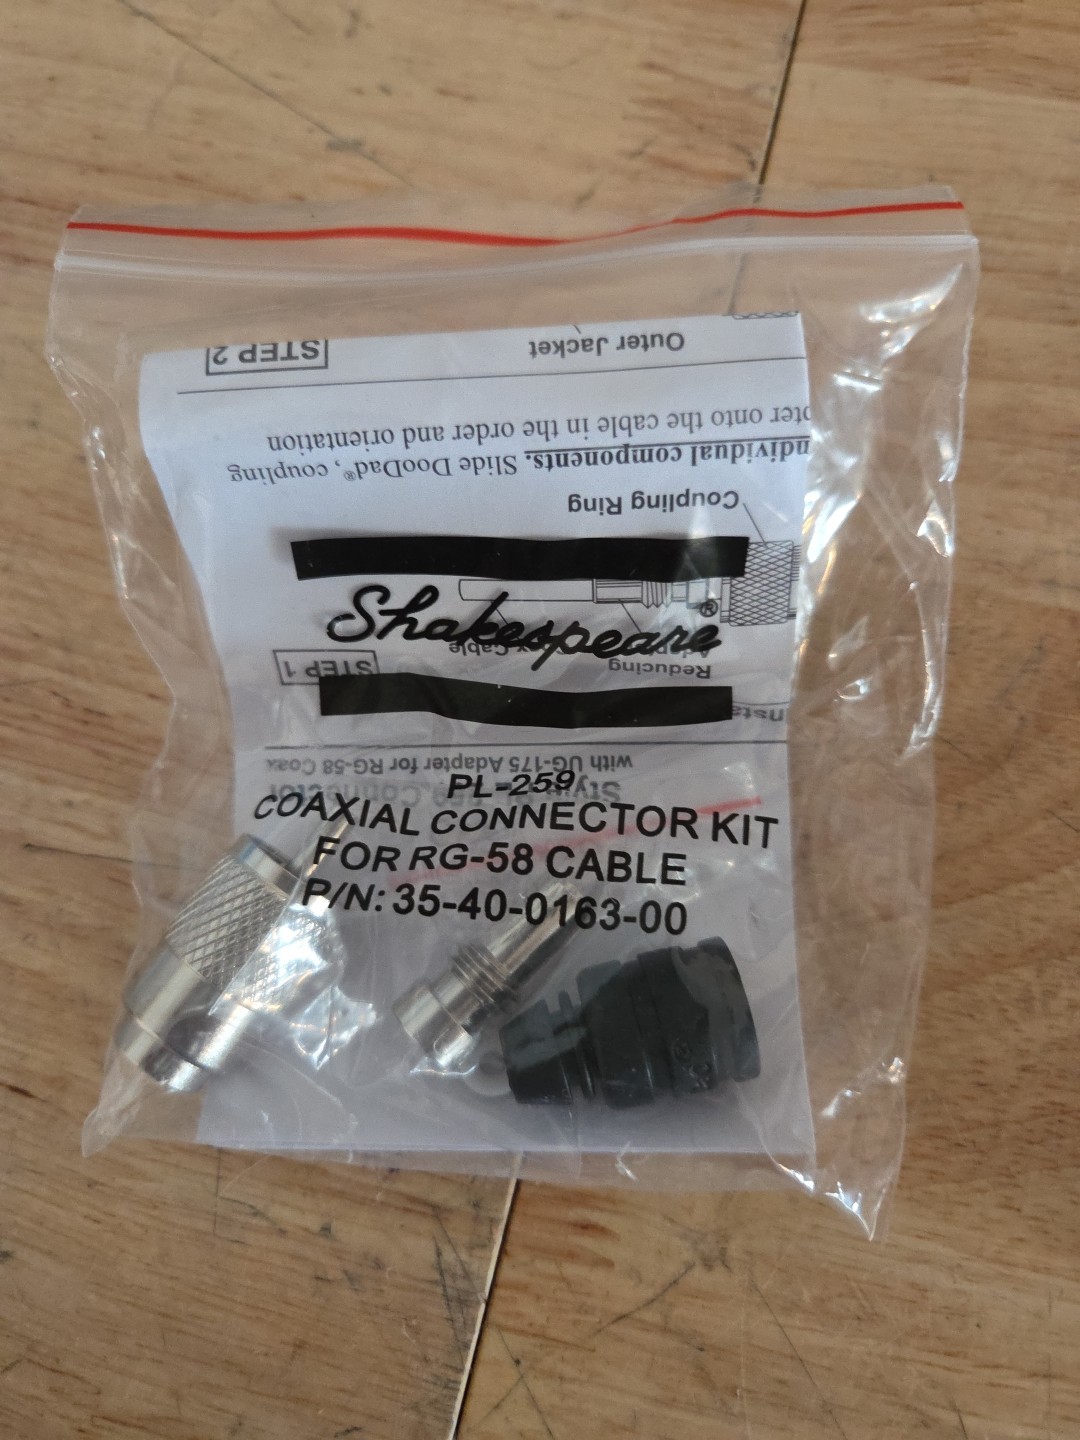 Shakespeare®
PL-259
COAXIAL CONNECTOR KIT
FOR RG-58 CABLE
P/N: 35-40-0163-00
with UG-175 Adapter for RG-58 Coax
STEP 1
Reducing
Cable
Coupling Ring
individual components. Slide DooDad®, coupling
onto the cable in the order and orientation
STEP 2
Outer Jacket